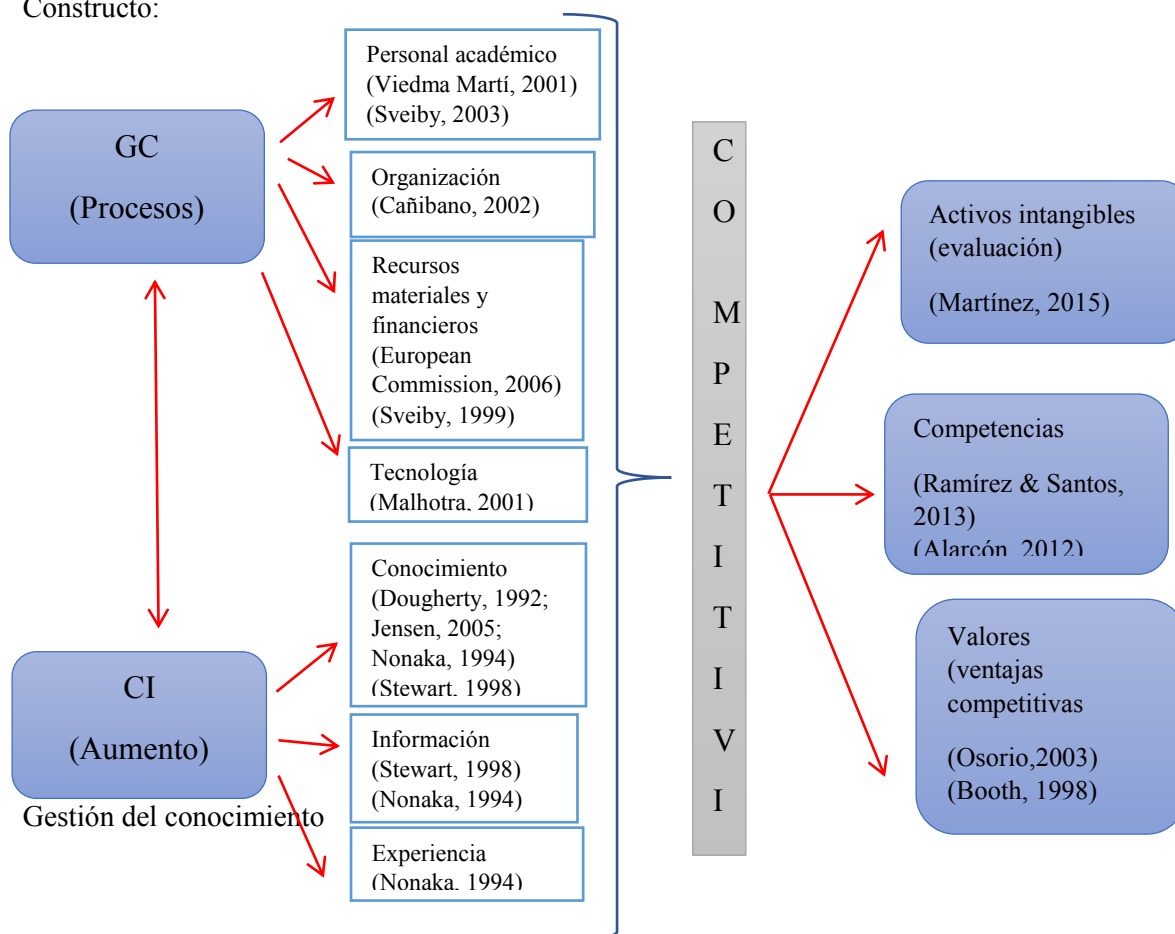 Constructo:
GC
(Procesos)
CI
(Aumento)
Gestión del conocimiento
Personal académico
(Viedma Martí, 2001)
(Sveiby, 2003)
Organización
(Cañibano, 2002)
Recursos
materiales y
financieros
(European
Commission, 2006)
(Sveiby, 1999)
Tecnología
(Malhotra, 2001)
Conocimiento
(Dougherty, 1992;
Jensen, 2005;
Nonaka, 1994)
(Stewart, 1998)
Información
(Stewart, 1998)
(Nonaka, 1994)
Experiencia
(Nonaka, 1994)
C
O
M
P
E
T
I
T
I
V
I
Activos intangibles
(evaluación)
(Martínez, 2015)
Competencias
(Ramírez & Santos,
2013)
(Alarcón, 2012)
Valores
(ventajas
competitivas
(Osorio,2003)
(Booth, 1998)